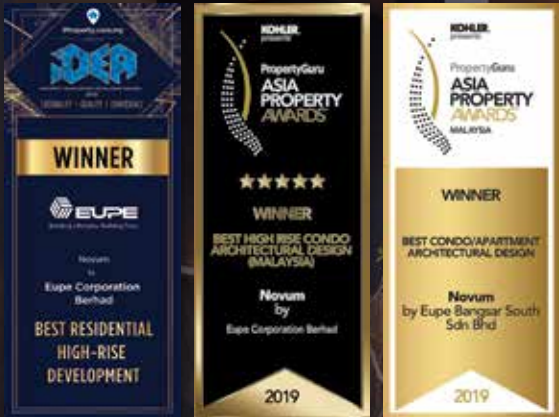 iProperty.com.my
iDEA
WINNER
EUPE
Novum
by
Eupe Corporation
Berhad
BEST RESIDENTIAL
HIGH-RISE
DEVELOPMENT
KOHLER
presents
PropertyGuru
ASIA
PROPERTY
AWARDS
WINNER
BEST HIGH RISE CONDO
ARCHITECTURAL DESIGN
(MALAYSIA)
Novum
by
Eupe Corporation Berhad
2019
KOHLER
presents
PropertyGuru
ASIA
PROPERTY
AWARDS
MALAYSIA
WINNER
BEST CONDO/APARTMENT
ARCHITECTURAL DESIGN
Novum
by Eupe Bangsar South
Sdn Bhd
2019